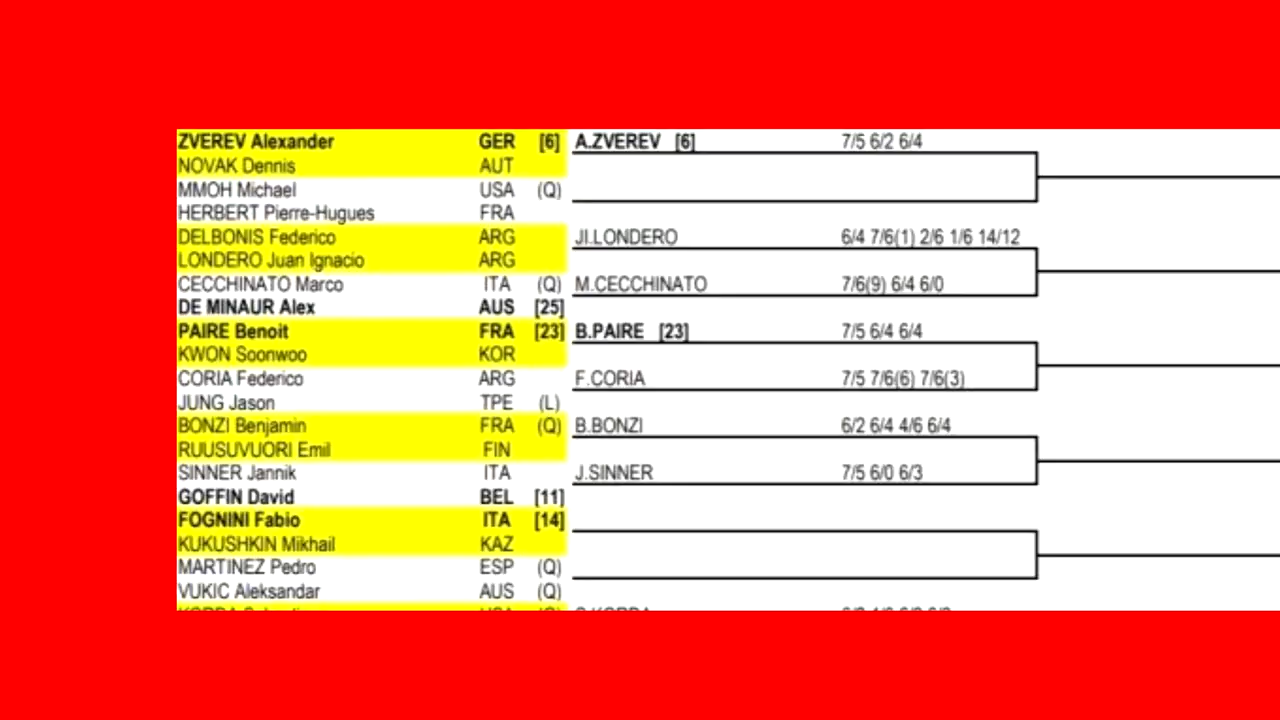 ZVEREV Alexander GER [6] A.ZVEREV [6] 7/5 6/2 6/4
NOVAK Dennis AUT
MMOH Michael USA (Q)
HERBERT Pierre-Hugues FRA
DELBONIS Federico ARG JI.LONDERO 6/4 7/6(1) 2/6 1/6 14/12
LONDERO Juan Ignacio ARG
CECCHINATO Marco ITA (Q) M.CECCHINATO 7/6(9) 6/4 6/0
DE MINAUR Alex AUS [25]
PAIRE Benoit FRA [23] B.PAIRE [23] 7/5 6/4 6/4
KWON Soonwoo KOR
CORIA Federico ARG F.CORIA 7/5 7/6(6) 7/6(3)
JUNG Jason TPE (L)
BONZI Benjamin FRA (Q) B.BONZI 6/2 6/4 4/6 6/4
RUUSUVUORI Emil FIN
SINNER Jannik ITA J.SINNER 7/5 6/0 6/3
GOFFIN David BEL [11]
FOGNINI Fabio ITA [14]
KUKUSHKIN Mikhail KAZ
MARTINEZ Pedro ESP (Q)
VUKIC Aleksandar AUS (Q)